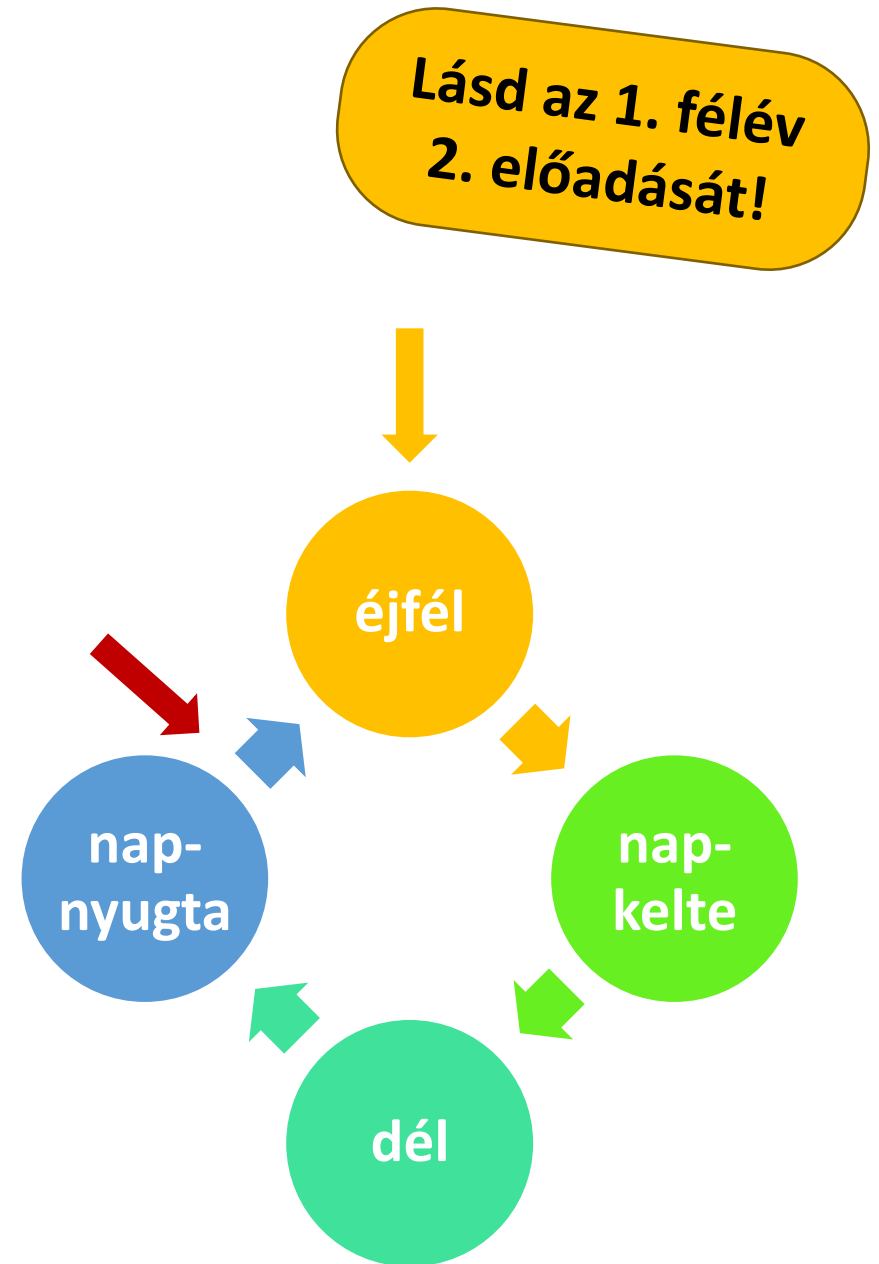 Lásd az 1. félév
2. előadását!
éjfél
nap-
nyugta
nap-
kelte
dél